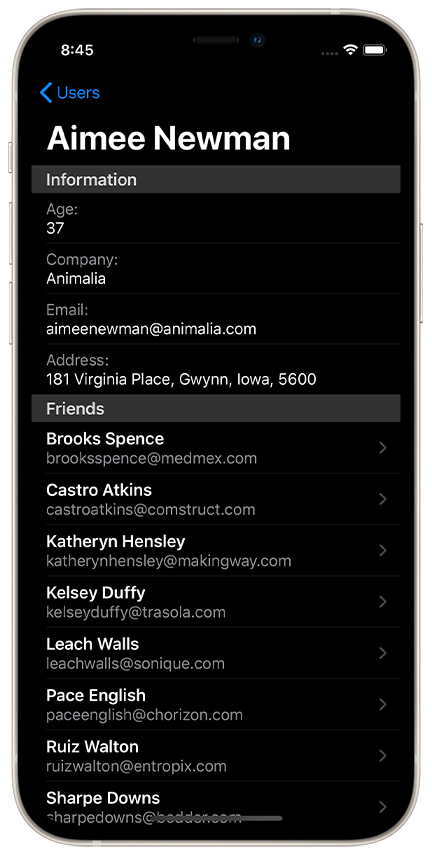 8:45
Users
Aimee Newman
Information
Age:
37
Company:
Animalia
Email:
aimeenewman@animalia.com
Address:
181 Virginia Place, Gwynn, Iowa, 5600
Friends
Brooks Spence
brooksspence@medmex.com
Castro Atkins
castroatkins@comstruct.com
Katheryn Hensley
katherynhensley@makingway.com
Kelsey Duffy
kelseyduffy@trasola.com
Leach Walls
leachwalls@sonique.com
Pace English
paceenglish@chorizon.com
Ruiz Walton
ruizwalton@entropix.com
Sharpe Downs
sharpedowns@bedder.com